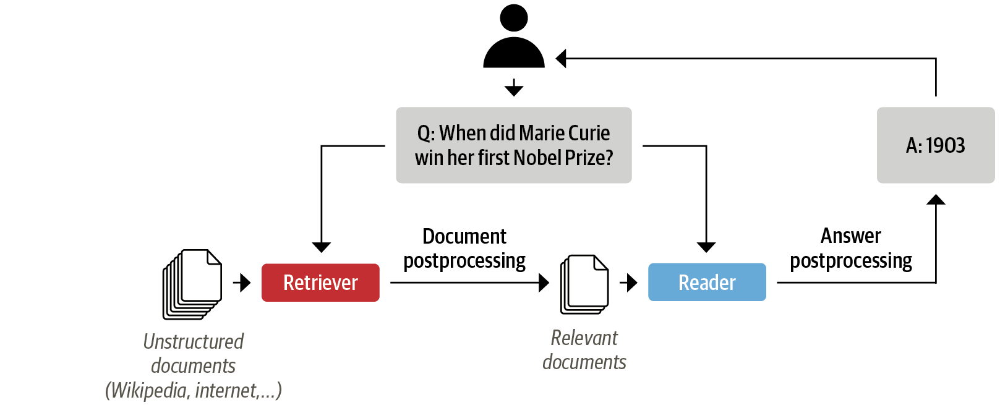 Q: When did Marie Curie
win her first Nobel Prize?
A: 1903
Document
postprocessing
Answer
postprocessing
Retriever
Reader
Unstructured
documents
(Wikipedia, internet,...)
Relevant
documents